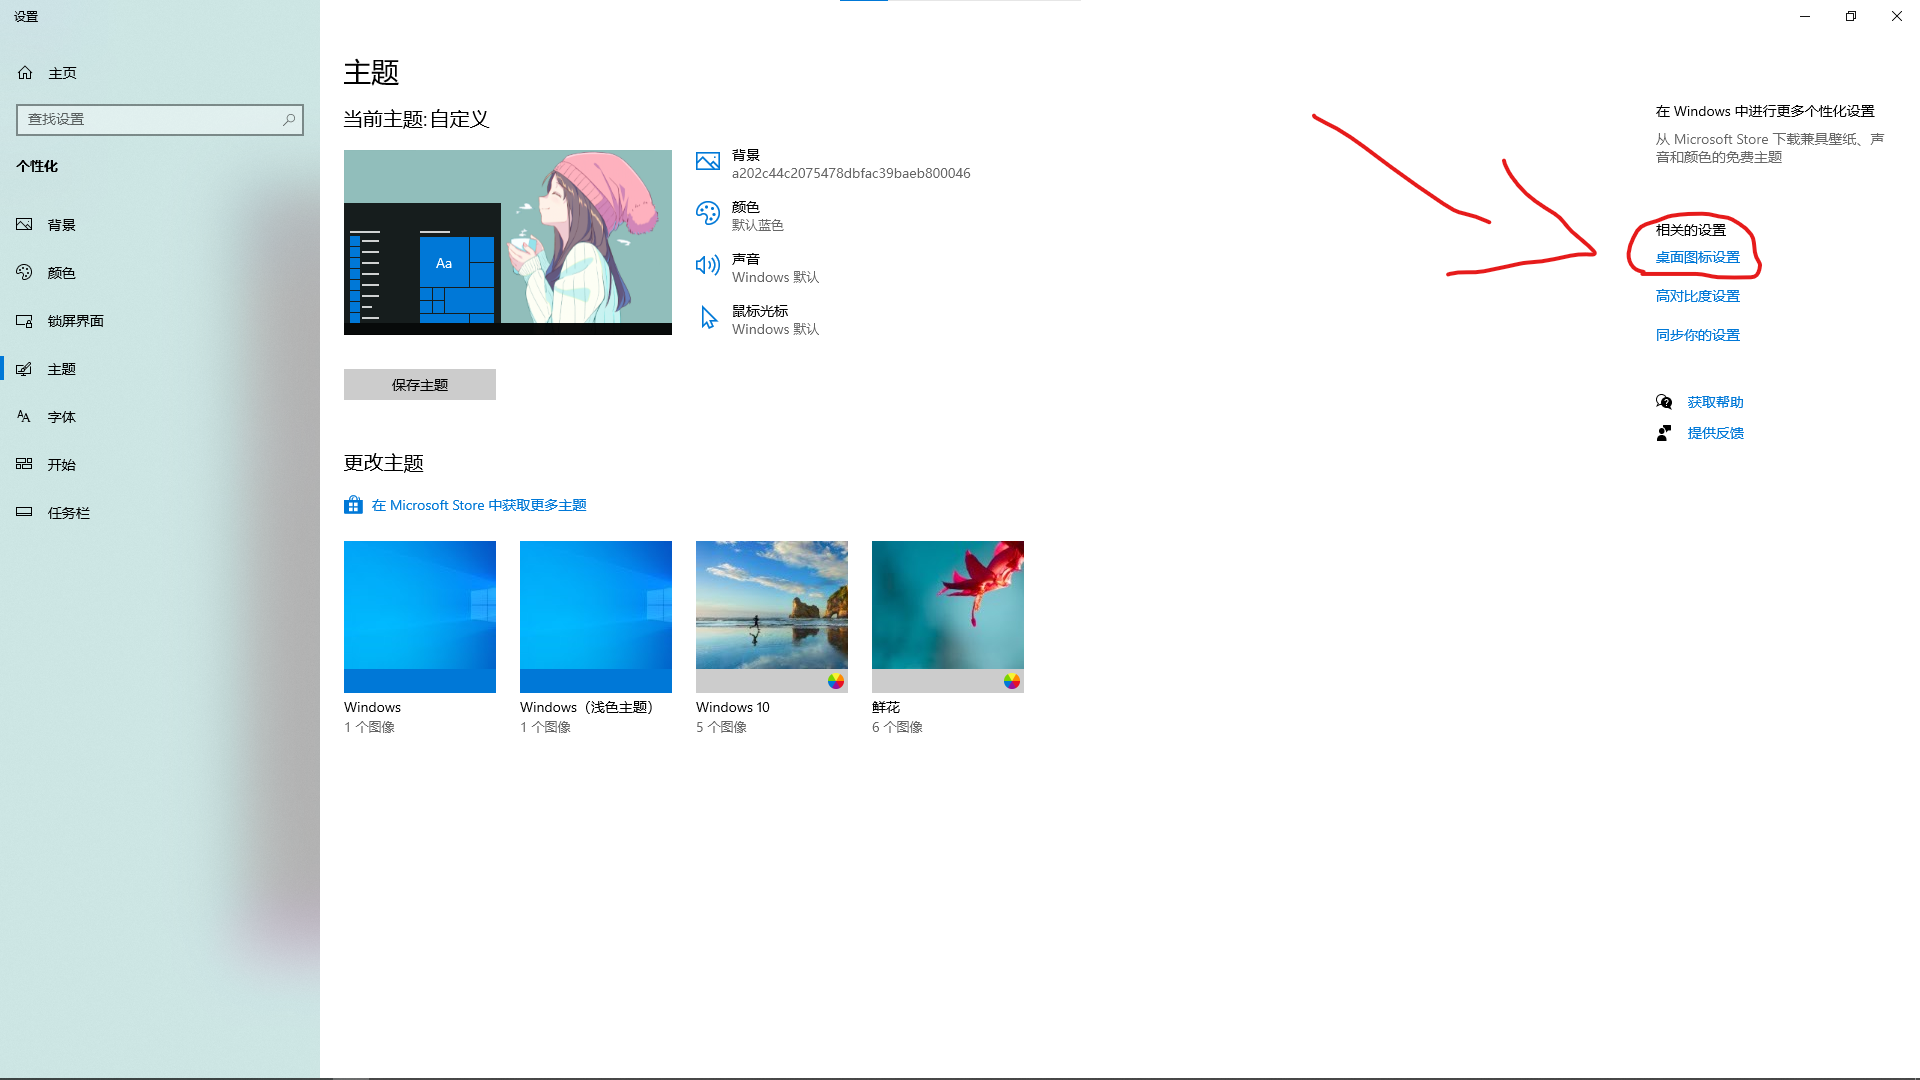 设置
主页
查找设置
个性化
背景
颜色
锁屏界面
主题
字体
开始
任务栏
主题
当前主题: 自定义
Aa
背景
a202c44c2075478dbfac39baeb800046
颜色
默认蓝色
声音
Windows 默认
鼠标光标
Windows 默认
保存主题
更改主题
在 Microsoft Store 中获取更多主题
Windows
1 个图像
Windows（浅色主题）
1 个图像
Windows 10
5 个图像
鲜花
6 个图像
在 Windows 中进行更多个性化设置
从 Microsoft Store 下载兼具壁纸、声
音和颜色的免费主题
相关的设置
桌面图标设置
高对比度设置
同步你的设置
获取帮助
提供反馈